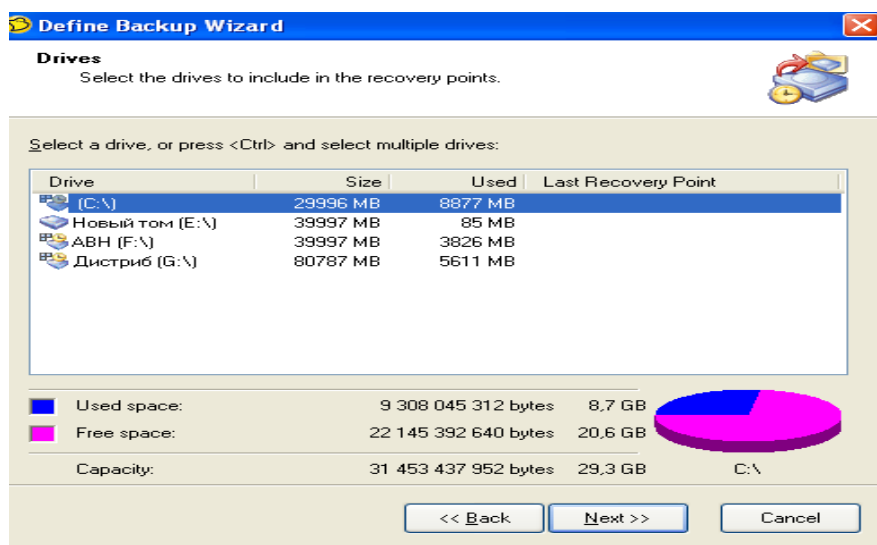 Define Backup Wizard
Drives
Select the drives to include in the recovery points.
Select a drive, or press <Ctrl> and select multiple drives:
Drive Size Used Last Recovery Point
(C:\) 29996 MB 8877 MB
Новый том (E:\) 39997 MB 85 MB
АВН (F:\) 39997 MB 3826 MB
Дистриб (G:\) 80787 MB 5611 MB
Used space: 9 308 045 312 bytes 8,7 GB
Free space: 22 145 392 640 bytes 20,6 GB
Capacity: 31 453 437 952 bytes 29,3 GB C:\
<< Back Next >> Cancel